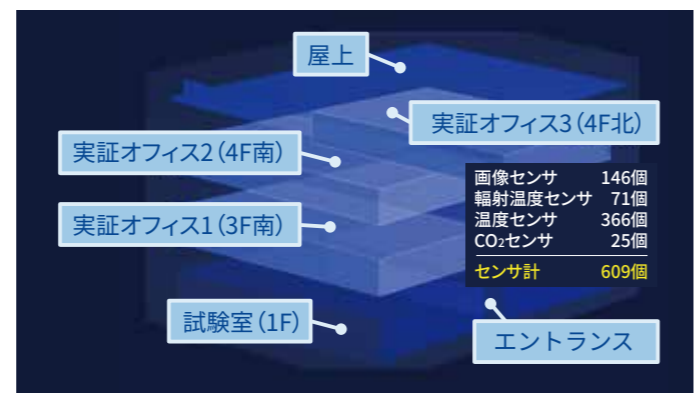 屋上
実証オフィス3（4F北）
実証オフィス2（4F南）
画像センサ 146個
輻射温度センサ 71個
温度センサ 366個
CO₂センサ 25個
センサ計 609個
実証オフィス1（3F南）
試験室（1F）
エントランス